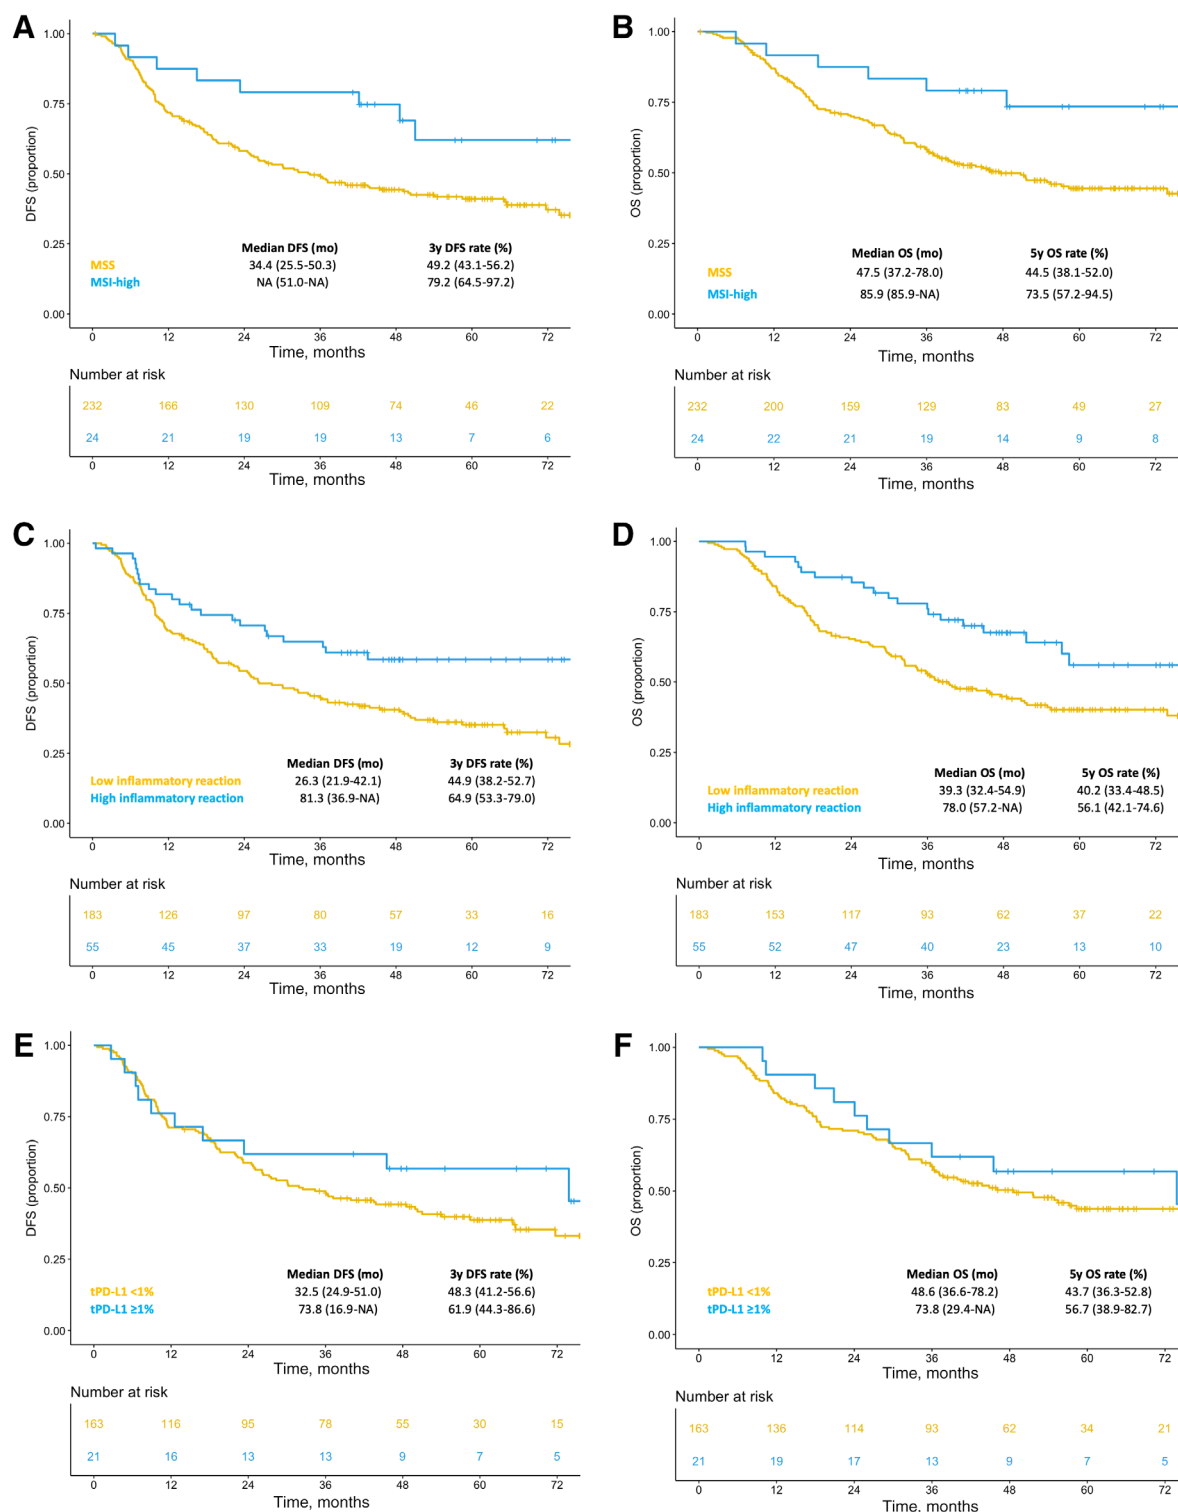 A
1.00
0.75
0.50
0.25
0.00
DFS (proportion)
Median DFS (mo) 3y DFS rate (%)
MSS 34.4 (25.5-50.3) 49.2 (43.1-56.2)
MSI-high NA (51.0-NA) 79.2 (64.5-97.2)
0 12 24 36 48 60 72
Time, months
Number at risk
232 166 130 109 74 46 22
24 21 19 19 13 7 6
0 12 24 36 48 60 72
Time, months
B
1.00
0.75
0.50
0.25
0.00
OS (proportion)
Median OS (mo) 5y OS rate (%)
MSS 47.5 (37.2-78.0) 44.5 (38.1-52.0)
MSI-high 85.9 (85.9-NA) 73.5 (57.2-94.5)
0 12 24 36 48 60 72
Time, months
Number at risk
232 200 159 129 83 49 27
24 22 21 19 14 9 8
0 12 24 36 48 60 72
Time, months
C
1.00
0.75
0.50
0.25
0.00
DFS (proportion)
Median DFS (mo) 3y DFS rate (%)
Low inflammatory reaction 26.3 (21.9-42.1) 44.9 (38.2-52.7)
High inflammatory reaction 81.3 (36.9-NA) 64.9 (53.3-79.0)
0 12 24 36 48 60 72
Time, months
Number at risk
183 126 97 80 57 33 16
55 45 37 33 19 12 9
0 12 24 36 48 60 72
Time, months
D
1.00
0.75
0.50
0.25
0.00
OS (proportion)
Median OS (mo) 5y OS rate (%)
Low inflammatory reaction 39.3 (32.4-54.9) 40.2 (33.4-48.5)
High inflammatory reaction 78.0 (57.2-NA) 56.1 (42.1-74.6)
0 12 24 36 48 60 72
Time, months
Number at risk
183 153 117 93 62 37 22
55 52 47 40 23 13 10
0 12 24 36 48 60 72
Time, months
E
1.00
0.75
0.50
0.25
0.00
DFS (proportion)
Median DFS (mo) 3y DFS rate (%)
tPD-L1 <1% 32.5 (24.9-51.0) 48.3 (41.2-56.6)
tPD-L1 ≥1% 73.8 (16.9-NA) 61.9 (44.3-86.6)
0 12 24 36 48 60 72
Time, months
Number at risk
163 116 95 78 55 30 15
21 16 13 13 9 7 5
0 12 24 36 48 60 72
Time, months
F
1.00
0.75
0.50
0.25
0.00
OS (proportion)
Median OS (mo) 5y OS rate (%)
tPD-L1 <1% 48.6 (36.6-78.2) 43.7 (36.3-52.8)
tPD-L1 ≥1% 73.8 (29.4-NA) 56.7 (38.9-82.7)
0 12 24 36 48 60 72
Time, months
Number at risk
163 136 114 93 62 34 21
21 19 17 13 9 7 5
0 12 24 36 48 60 72
Time, months